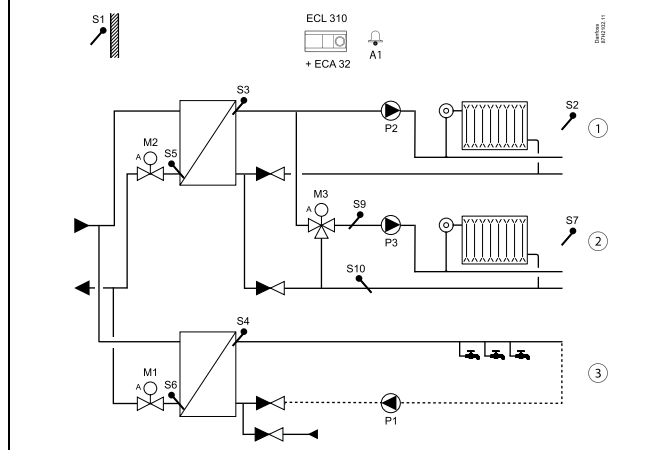 S1
ECL 310
+ ECA 32
A1
Danfoss
87H2102.11
S3
P2
S2
1
M2
A
S5
M3
A
S9
P3
S7
2
S10
S4
M1
A
S6
P1
3